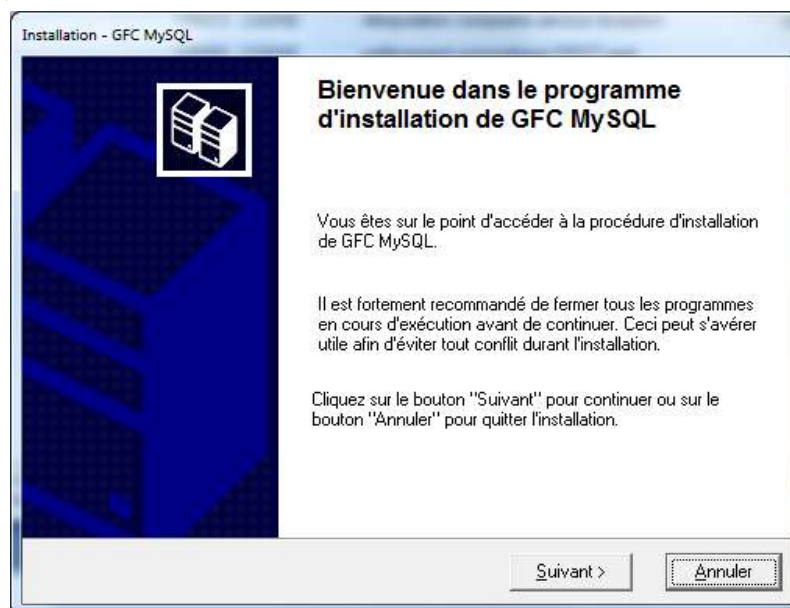 Installation - GFC MySQL
Bienvenue dans le programme
d'installation de GFC MySQL
Vous êtes sur le point d'accéder à la procédure d'installation
de GFC MySQL.
Il est fortement recommandé de fermer tous les programmes
en cours d'exécution avant de continuer. Ceci peut s'avérer
utile afin d'éviter tout conflit durant l'installation.
Cliquez sur le bouton "Suivant" pour continuer ou sur le
bouton "Annuler" pour quitter l'installation.
Suivant >
Annuler